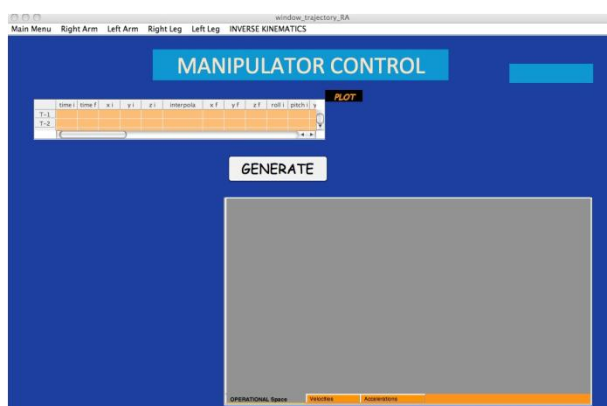 window_trajectory_RA
Main Menu Right Arm Left Arm Right Leg Left Leg INVERSE KINEMATICS
MANIPULATOR CONTROL
PLOT
time i time f x i y i z i interpola x f y f z f roll i pitch i y
T-1
T-2
GENERATE
OPERATIONAL Space Velocities Accelerations